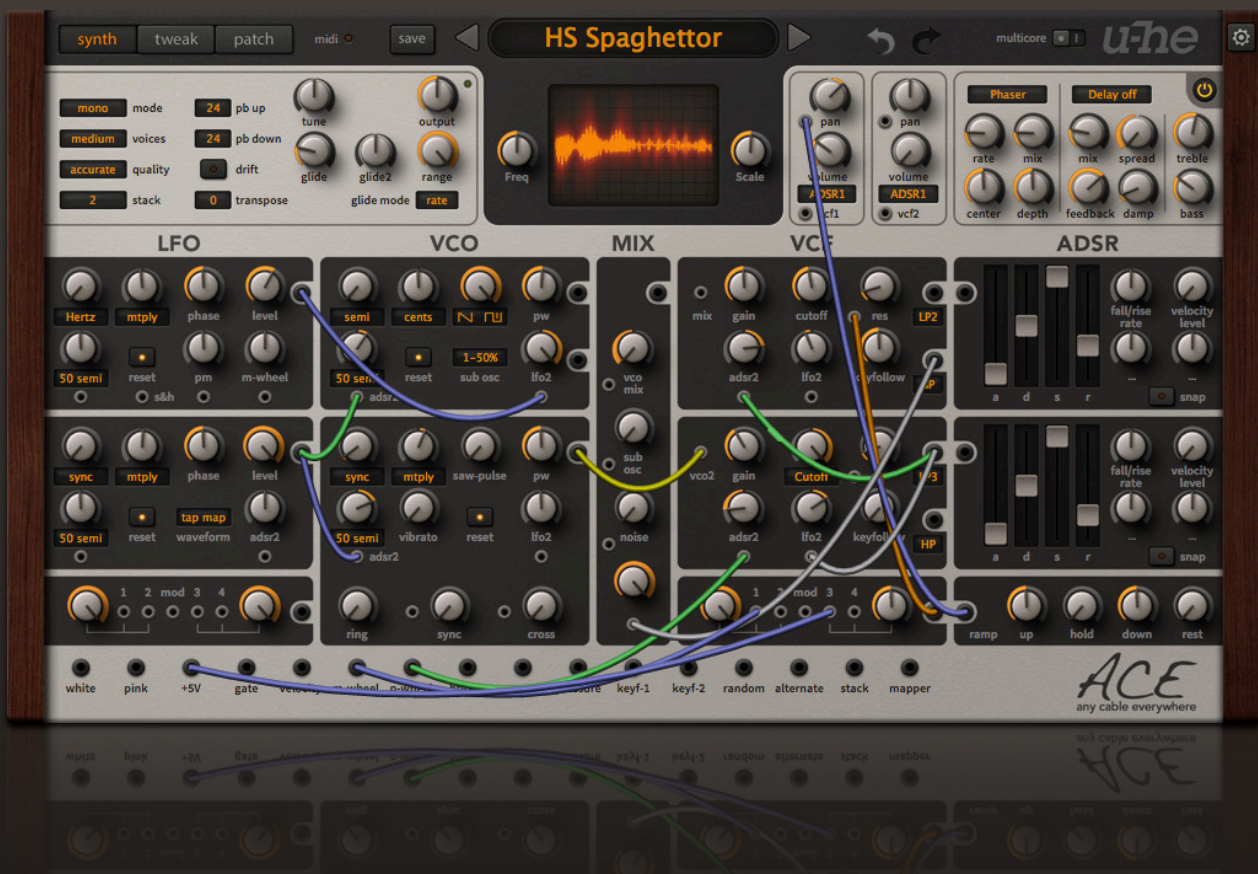 synth tweak patch midi save HS Spaghettor multicore u-he
mono mode 24 pb up tune output
medium voices 24 pb down
accurate quality drift glide glide2 range
2 stack 0 transpose glide mode rate
Freq Scale
pan pan
volume volume
ADSR1 ADSR1
vcf1 vcf2
Phaser Delay off
rate mix mix spread treble
center depth feedback damp bass
LFO VCO MIX VCF ADSR
Hertz mtply phase level
50 semi reset pm m-wheel
s&h
semi cents pw
50 semi reset 1-50% sub osc lfo2
adsr2
vco mix
mix gain cutoff res LP2
adsr2 lfo2 keyfollow
fall/rise rate velocity level
... ...
a d s r snap
sync mtply phase level
50 semi reset tap map waveform adsr2
sync mtply saw-pulse pw
50 semi vibrato reset lfo2
adsr2
sub osc
noise
vco2 gain Cutoff
adsr2 lfo2 keyfollow HP
fall/rise rate velocity level
... ...
a d s r snap
1 2 mod 3 4
ring sync cross
1 2 mod 3 4
ramp up hold down rest
white pink +5V gate velocity m-wheel keyf-1 keyf-2 random alternate stack mapper
ACE
any cable everywhere